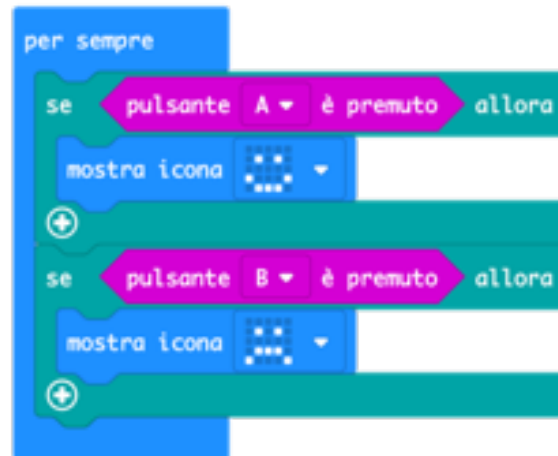 per sempre
se pulsante A è premuto allora
mostra icona
se pulsante B è premuto allora
mostra icona